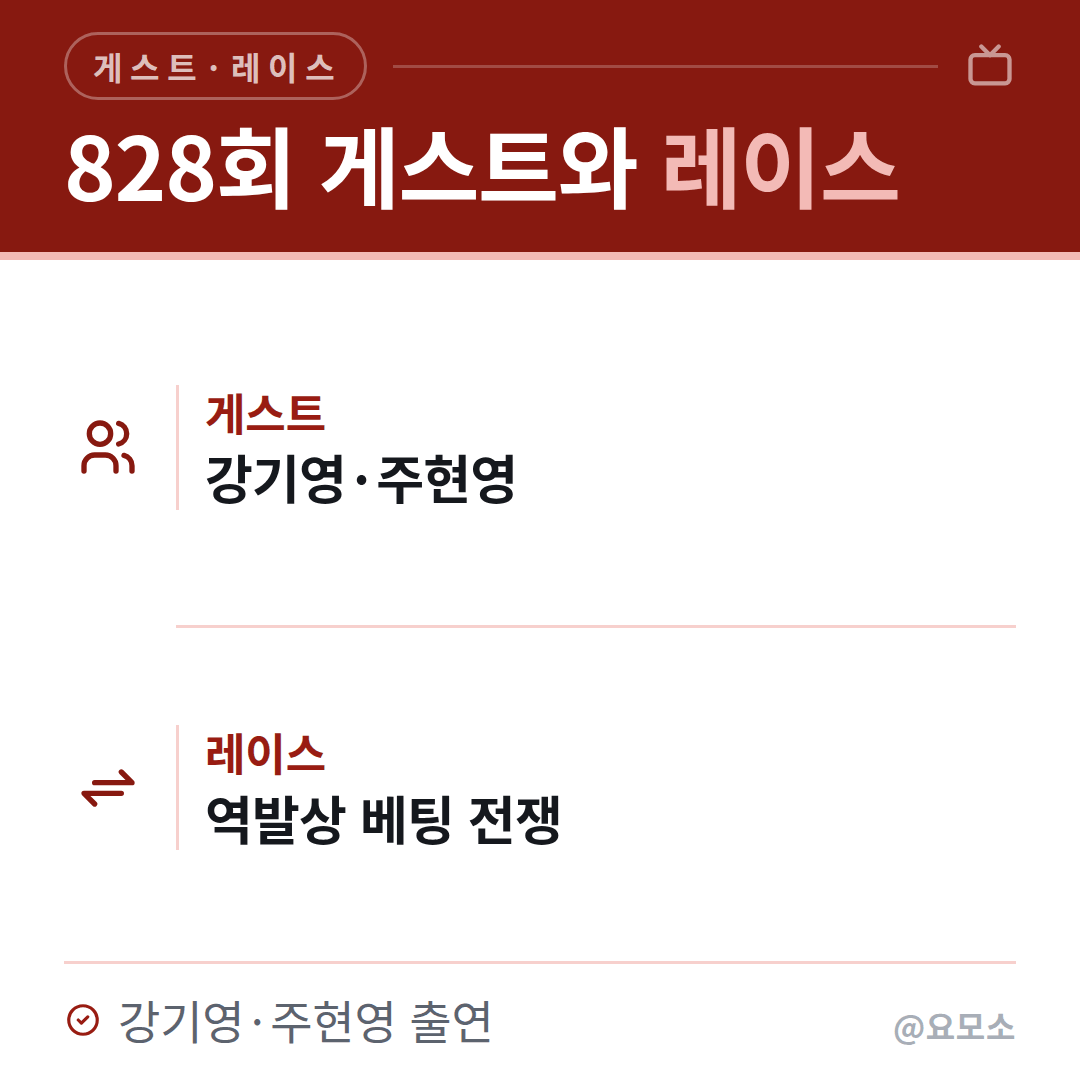 게스트·레이스
828회 게스트와 레이스
게스트
강기영·주현영
레이스
역발상 베팅 전쟁
강기영·주현영 출연
@요모소